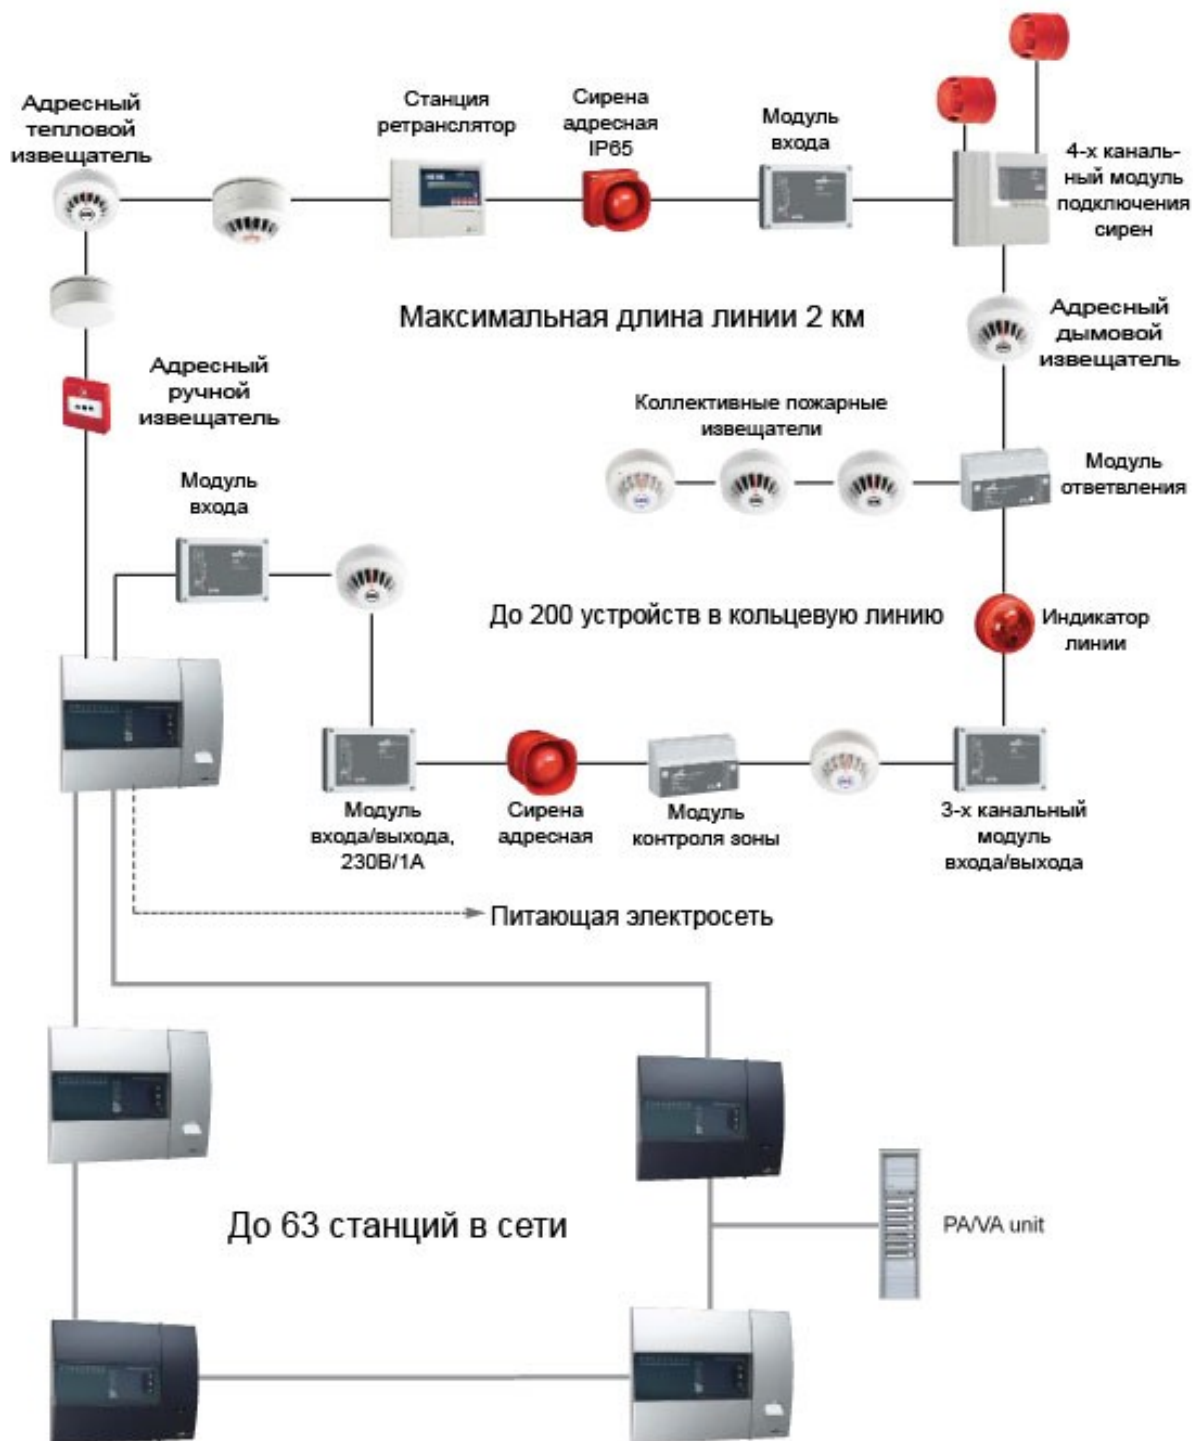 Адресный
тепловой
извещатель
Станция
ретранслятор
Сирена
адресная
IP65
Модуль
входа
4-х каналь-
ный модуль
подключения
сирен
Максимальная длина линии 2 км
Адресный
дымовой
извещатель
Адресный
ручной
извещатель
Коллективные пожарные
извещатели
Модуль
ответвления
Модуль
входа
До 200 устройств в кольцевую линию
Индикатор
линии
Модуль
входа/выхода,
230В/1А
Сирена
адресная
Модуль
контроля зоны
3-х канальный
модуль
входа/выхода
Питающая электросеть
До 63 станций в сети
PA/VA unit